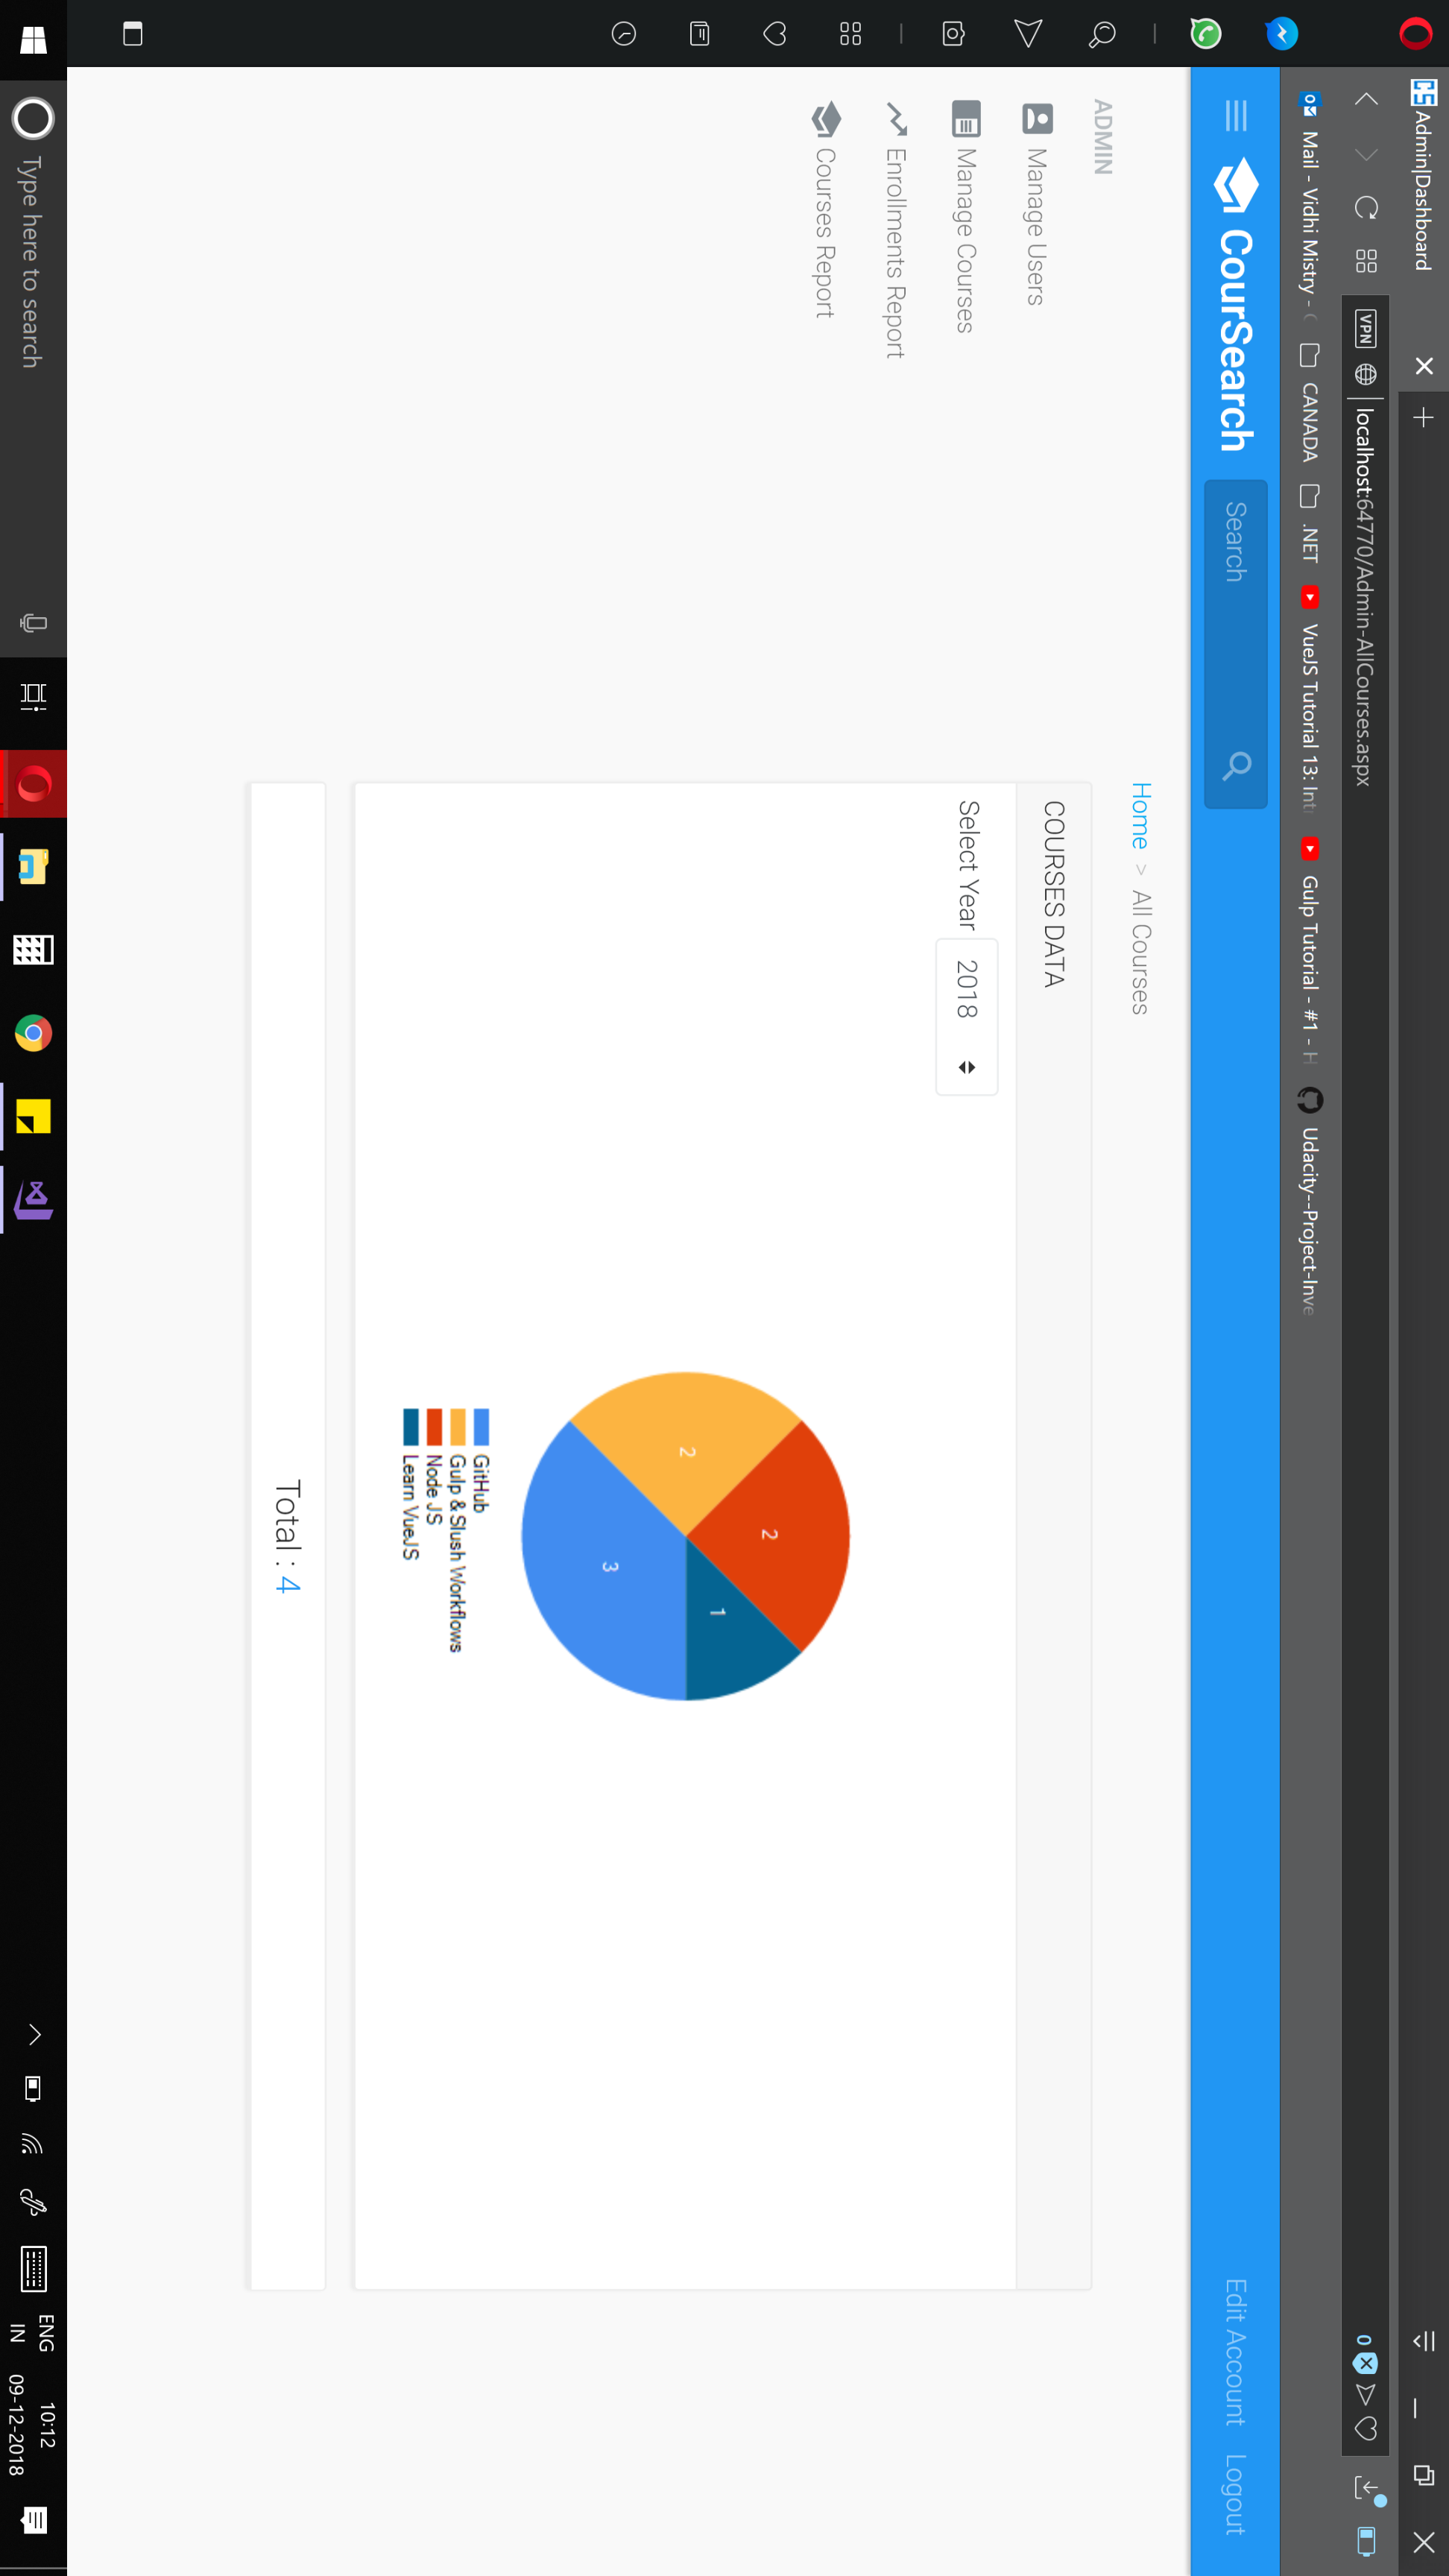 Admin|Dashboard
VPN
localhost:64770/Admin-AllCourses.aspx
0
Mail - Vidhi Mistry -
CANADA
.NET
VueJS Tutorial 13: Int
Gulp Tutorial - #1 - H
Udacity--Project-Inve
CourSearch
Search
Edit Account
Logout
ADMIN
Manage Users
Manage Courses
Enrollments Report
Courses Report
Home > All Courses
COURSES DATA
Select Year 2018
2
2
1
3
GitHub
Gulp & Slush Workflows
Node JS
Learn VueJS
Total : 4
Type here to search
ENG
IN
10:12
09-12-2018